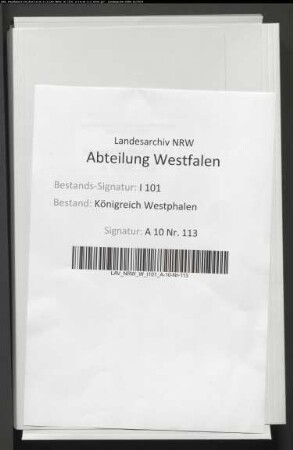 Landesarchiv NRW
Abteilung Westfalen
Bestands-Signatur: I 101
Bestand: Königreich Westphalen
Signatur: A 10 Nr. 113
LAV_NRW_W_I101_A-10-Nr-113